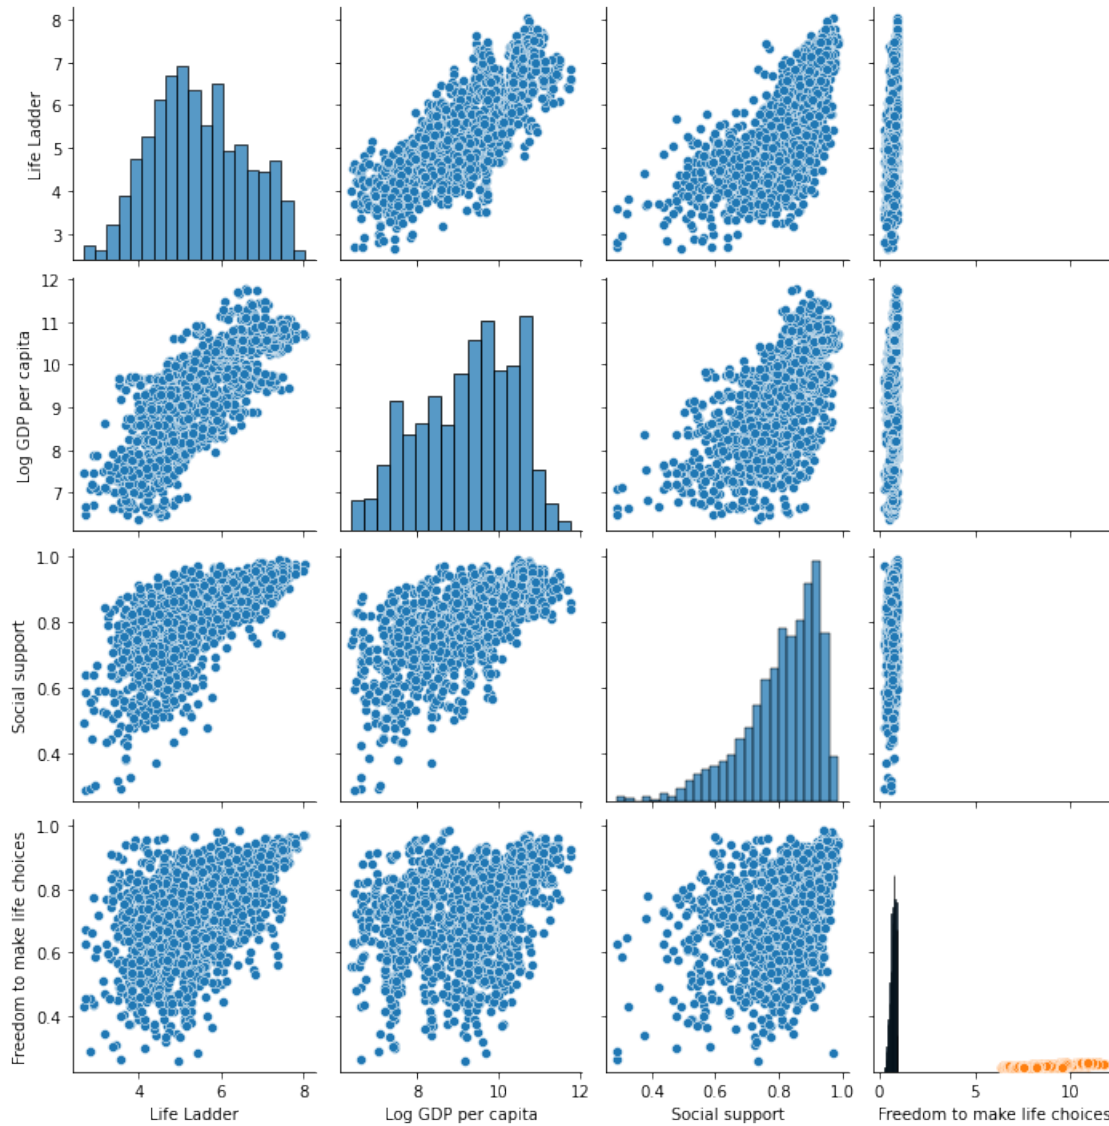 8
7
6
5
4
3
Life Ladder
12
11
10
9
8
7
Log GDP per capita
1.0
0.8
0.6
0.4
Social support
1.0
0.8
0.6
0.4
Freedom to make life choices
4 6 8
8 10 12
0.4 0.6 0.8 1.0
0 5 10
Life Ladder
Log GDP per capita
Social support
Freedom to make life choices